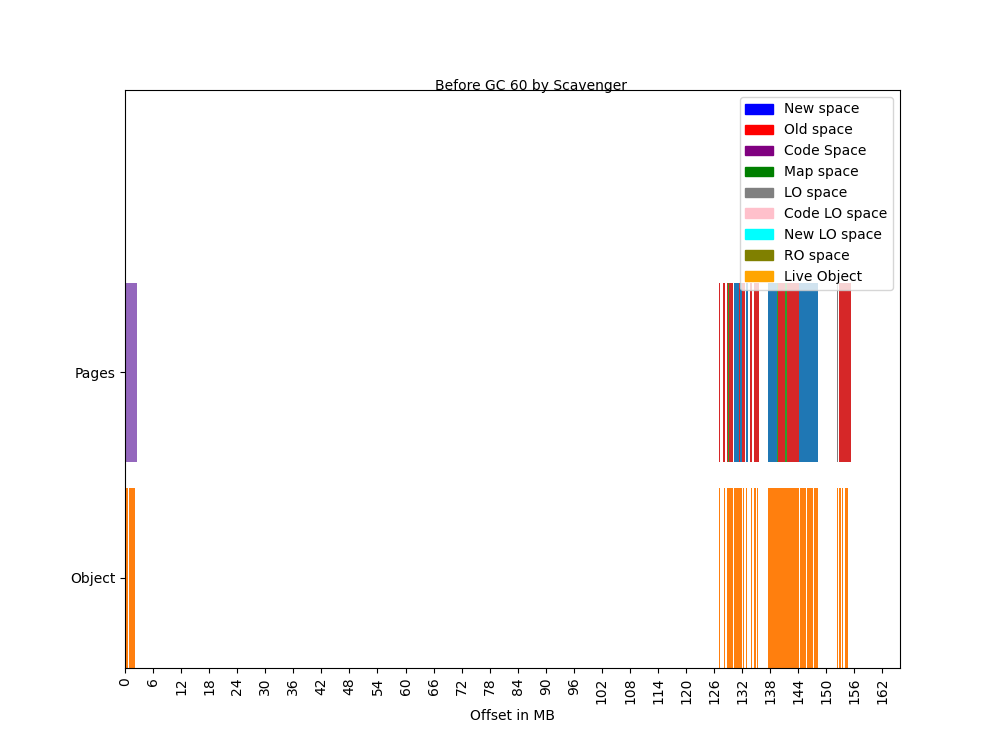 Before GC 60 by Scavenger
New space
Old space
Code Space
Map space
LO space
Code LO space
New LO space
RO space
Live Object
Pages
Object
0 6 12 18 24 30 36 42 48 54 60 66 72 78 84 90 96 102 108 114 120 126 132 138 144 150 156 162
Offset in MB